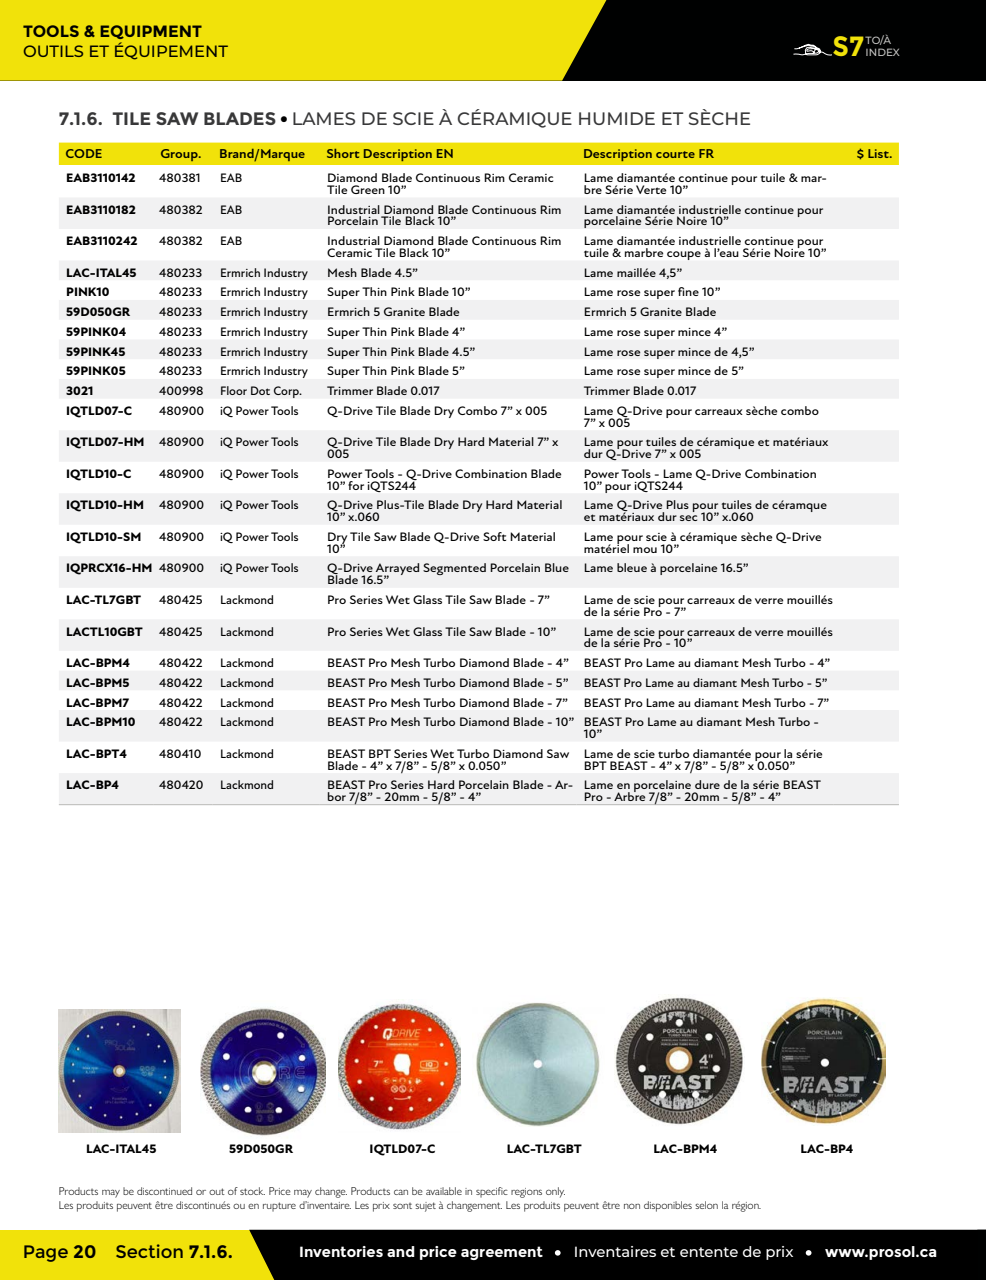 TOOLS & EQUIPMENT
OUTILS ET ÉQUIPEMENT
S7 TO/À INDEX
7.1.6. TILE SAW BLADES • LAMES DE SCIE À CÉRAMIQUE HUMIDE ET SÈCHE
CODE Group. Brand/Marque Short Description EN Description courte FR $ List.
EAB3110142 480381 EAB Diamond Blade Continuous Rim Ceramic Lame diamantée continue pour tuile & mar-
Tile Green 10” bre Série Verte 10”
EAB3110182 480382 EAB Industrial Diamond Blade Continuous Rim Lame diamantée industrielle continue pour
Porcelain Tile Black 10” porcelaine Série Noire 10”
EAB3110242 480382 EAB Industrial Diamond Blade Continuous Rim Lame diamantée industrielle continue pour
Ceramic Tile Black 10” tuile & marbre coupe à l’eau Série Noire 10”
LAC-ITAL45 480233 Ermrich Industry Mesh Blade 4.5” Lame maillée 4,5”
PINK10 480233 Ermrich Industry Super Thin Pink Blade 10” Lame rose super fine 10”
59D050GR 480233 Ermrich Industry Ermrich 5 Granite Blade Ermrich 5 Granite Blade
59PINK04 480233 Ermrich Industry Super Thin Pink Blade 4” Lame rose super mince 4”
59PINK45 480233 Ermrich Industry Super Thin Pink Blade 4.5” Lame rose super mince de 4,5”
59PINK05 480233 Ermrich Industry Super Thin Pink Blade 5” Lame rose super mince de 5”
3021 400998 Floor Dot Corp. Trimmer Blade 0.017 Trimmer Blade 0.017
IQTLD07-C 480900 iQ Power Tools Q-Drive Tile Blade Dry Combo 7” x 005 Lame Q-Drive pour carreaux sèche combo
7” x 005
IQTLD07-HM 480900 iQ Power Tools Q-Drive Tile Blade Dry Hard Material 7” x Lame pour tuiles de céramique et matériaux
005 dur Q-Drive 7” x 005
IQTLD10-C 480900 iQ Power Tools Power Tools - Q-Drive Combination Blade Power Tools - Lame Q-Drive Combination
10” for iQTS244 10” pour iQTS244
IQTLD10-HM 480900 iQ Power Tools Q-Drive Plus-Tile Blade Dry Hard Material Lame Q-Drive Plus pour tuiles de céramque
10” x.060 et matériaux dur sec 10” x.060
IQTLD10-SM 480900 iQ Power Tools Dry Tile Saw Blade Q-Drive Soft Material Lame pour scie à céramique sèche Q-Drive
10” matériel mou 10”
IQPRCX16-HM 480900 iQ Power Tools Q-Drive Arrayed Segmented Porcelain Blue Lame bleue à porcelaine 16.5”
Blade 16.5”
LAC-TL7GBT 480425 Lackmond Pro Series Wet Glass Tile Saw Blade - 7” Lame de scie pour carreaux de verre mouillés
de la série Pro - 7”
LACTL10GBT 480425 Lackmond Pro Series Wet Glass Tile Saw Blade - 10” Lame de scie pour carreaux de verre mouillés
de la série Pro - 10”
LAC-BPM4 480422 Lackmond BEAST Pro Mesh Turbo Diamond Blade - 4” BEAST Pro Lame au diamant Mesh Turbo - 4”
LAC-BPM5 480422 Lackmond BEAST Pro Mesh Turbo Diamond Blade - 5” BEAST Pro Lame au diamant Mesh Turbo - 5”
LAC-BPM7 480422 Lackmond BEAST Pro Mesh Turbo Diamond Blade - 7” BEAST Pro Lame au diamant Mesh Turbo - 7”
LAC-BPM10 480422 Lackmond BEAST Pro Mesh Turbo Diamond Blade - 10” BEAST Pro Lame au diamant Mesh Turbo -
10”
LAC-BPT4 480410 Lackmond BEAST BPT Series Wet Turbo Diamond Saw Lame de scie turbo diamantée pour la série
Blade - 4” x 7/8” - 5/8” x 0.050” BPT BEAST - 4” x 7/8” - 5/8” x 0.050”
LAC-BP4 480420 Lackmond BEAST Pro Series Hard Porcelain Blade - Ar- Lame en porcelaine dure de la série BEAST
bor 7/8” - 20mm - 5/8” - 4” Pro - Arbre 7/8” - 20mm - 5/8” - 4”
QDRIVE
7"
PORCELAIN
4"
BEAST
PORCELAIN
BEAST
BY LACKMOND
LAC-ITAL45 59D050GR IQTLD07-C LAC-TL7GBT LAC-BPM4 LAC-BP4
Products may be discontinued or out of stock. Price may change. Products can be available in specific regions only.
Les produits peuvent être discontinués ou en rupture d’inventaire. Les prix sont sujet à changement. Les produits peuvent être non disponibles selon la région.
Page 20 Section 7.1.6. Inventories and price agreement • Inventaires et entente de prix • www.prosol.ca